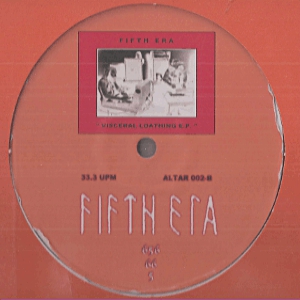 FIFTH ERA
"VISCERAL LOATHING E.P."
33.3 UPM
ALTAR 002-B
FIFTH ERA